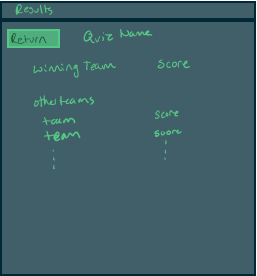 Results
Return Quiz Name
Winning Team Score
other teams
team Score
team score